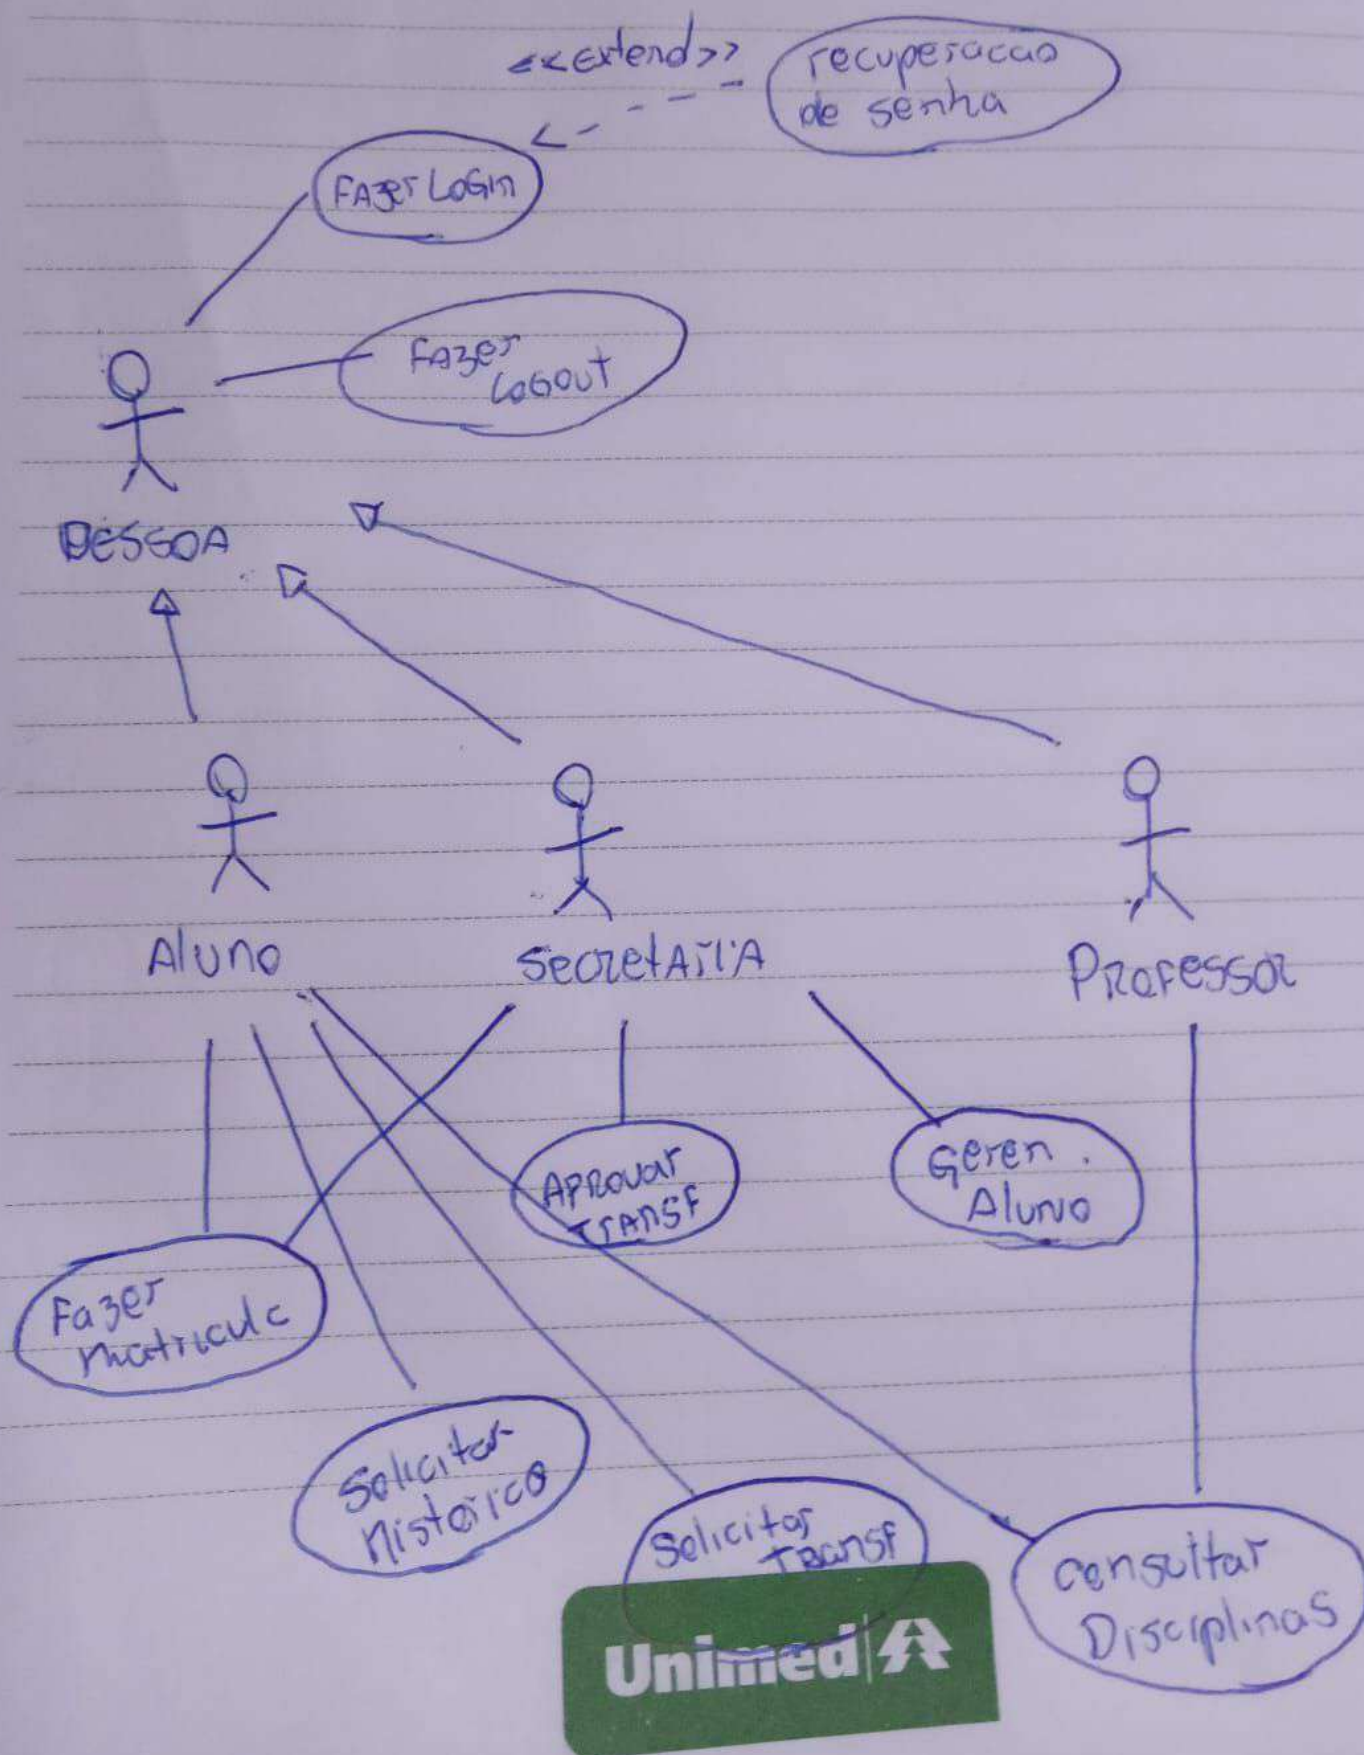 <<extend>>
recuperacao
de senha
FAzer LoGin
Fazer
LoGout
PESSOA
Aluno
SecretAriA
Professor
APROvar
TRANSF
Geren.
Aluno
Fazer
matricula
Solicitar
Histórico
Solicitar
TRANSF
consultar
Disciplinas
Unimed